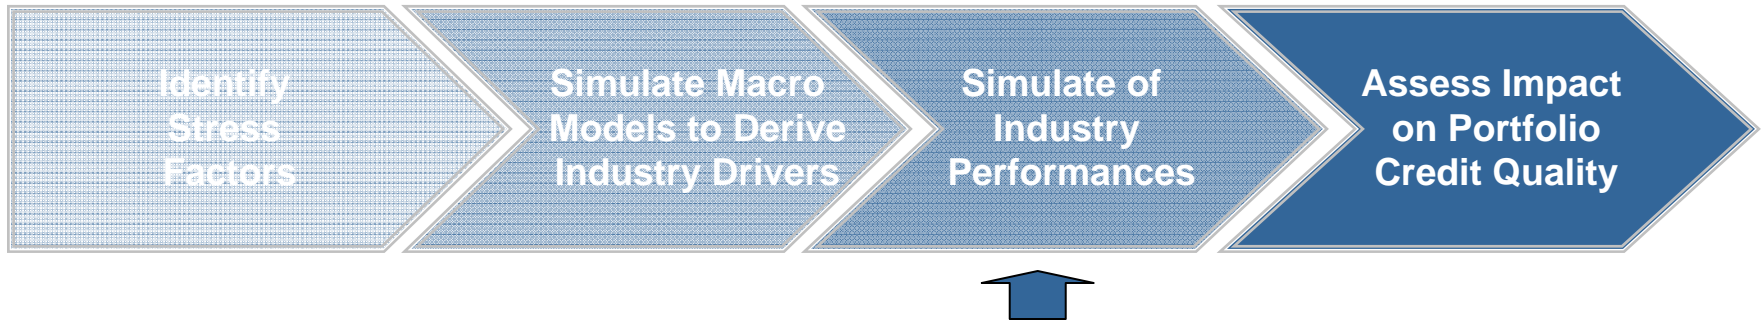 Identify
Stress
Factors
Simulate Macro
Models to Derive
Industry Drivers
Simulate of
Industry
Performances
Assess Impact
on Portfolio
Credit Quality